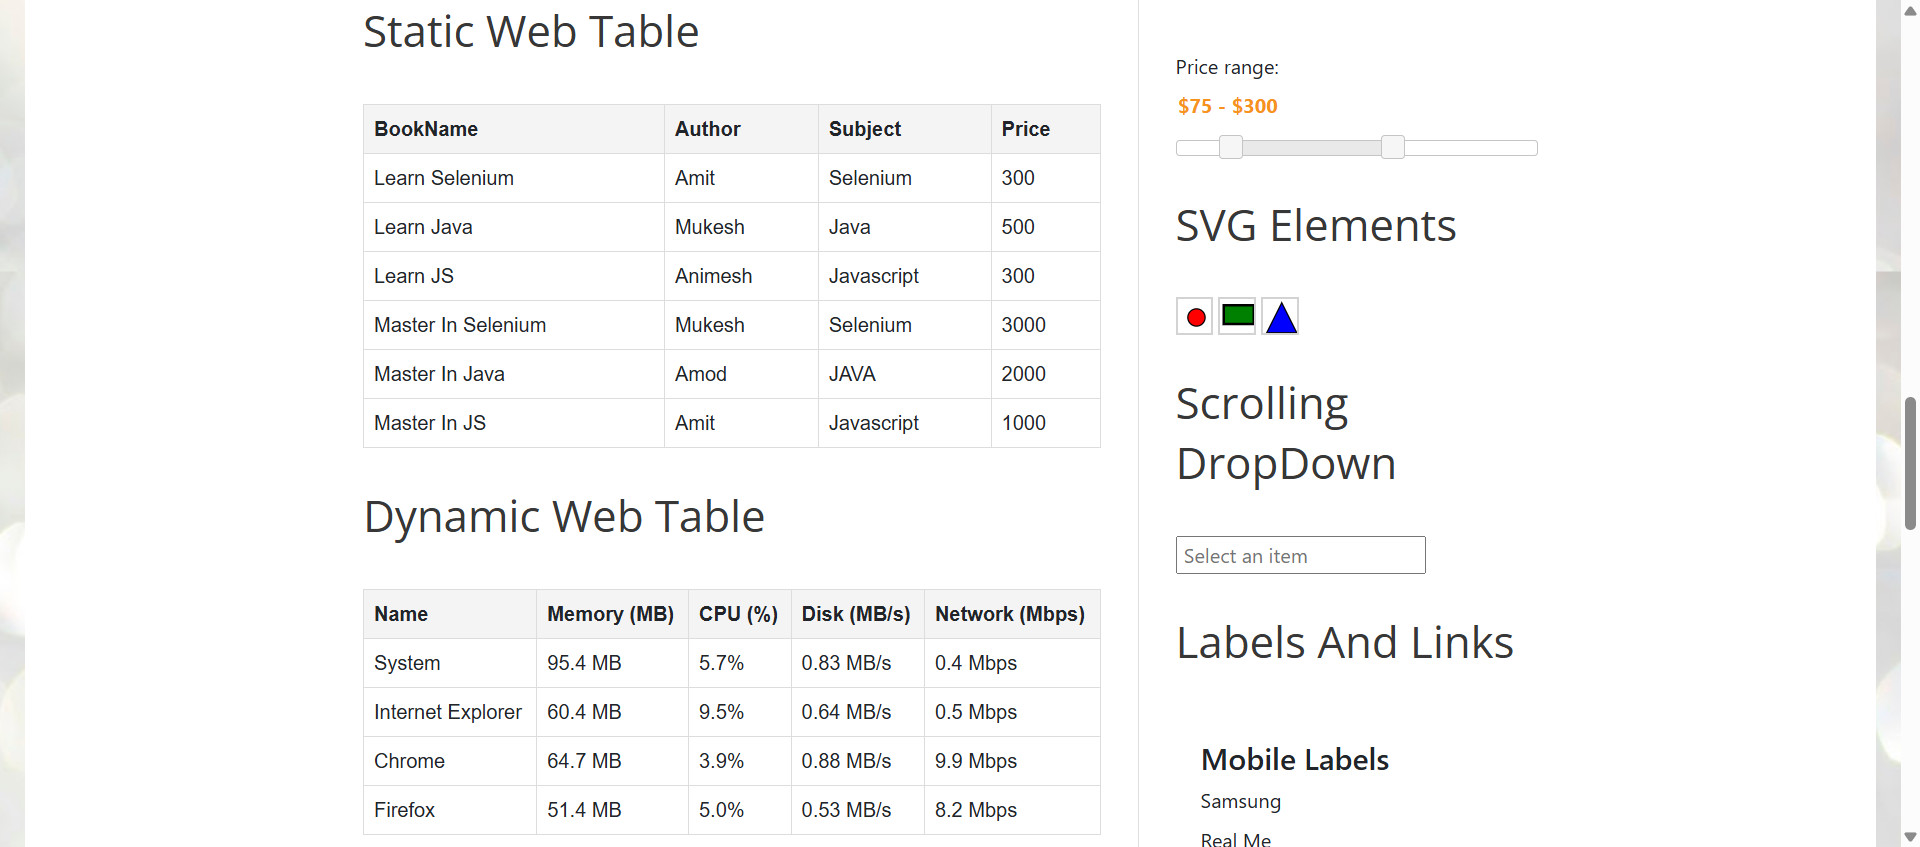 Static Web Table
BookName Author Subject Price
Learn Selenium Amit Selenium 300
Learn Java Mukesh Java 500
Learn JS Animesh Javascript 300
Master In Selenium Mukesh Selenium 3000
Master In Java Amod JAVA 2000
Master In JS Amit Javascript 1000
Dynamic Web Table
Name Memory (MB) CPU (%) Disk (MB/s) Network (Mbps)
System 95.4 MB 5.7% 0.83 MB/s 0.4 Mbps
Internet Explorer 60.4 MB 9.5% 0.64 MB/s 0.5 Mbps
Chrome 64.7 MB 3.9% 0.88 MB/s 9.9 Mbps
Firefox 51.4 MB 5.0% 0.53 MB/s 8.2 Mbps
Price range:
$75 - $300
SVG Elements
Scrolling
DropDown
Select an item
Labels And Links
Mobile Labels
Samsung
Real Me